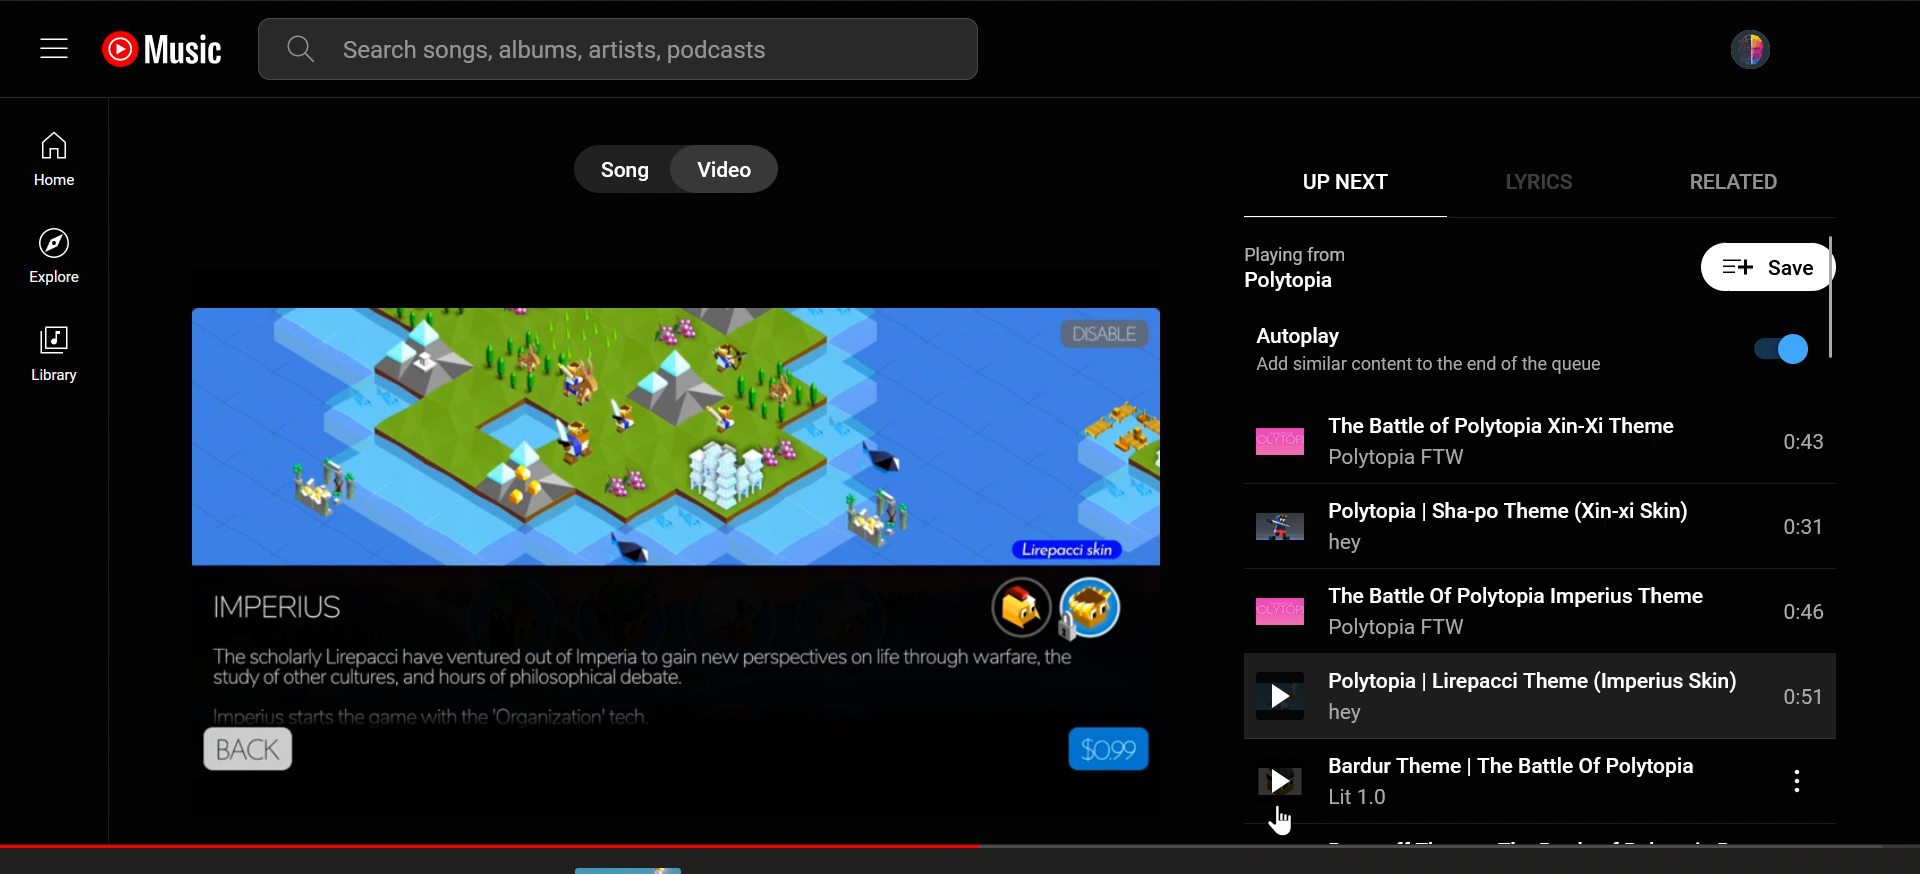 Music
Search songs, albums, artists, podcasts
Home
Explore
Library
Song
Video
DISABLE
Lirepacci skin
IMPERIUS
The scholarly Lirepacci have ventured out of Imperia to gain new perspectives on life through warfare, the
study of other cultures, and hours of philosophical debate.
Imperius starts the game with the 'Organization' tech.
BACK
$0.99
UP NEXT
LYRICS
RELATED
Playing from
Polytopia
Save
Autoplay
Add similar content to the end of the queue
The Battle of Polytopia Xin-Xi Theme
Polytopia FTW
0:43
Polytopia | Sha-po Theme (Xin-xi Skin)
hey
0:31
The Battle Of Polytopia Imperius Theme
Polytopia FTW
0:46
Polytopia | Lirepacci Theme (Imperius Skin)
hey
0:51
Bardur Theme | The Battle Of Polytopia
Lit 1.0